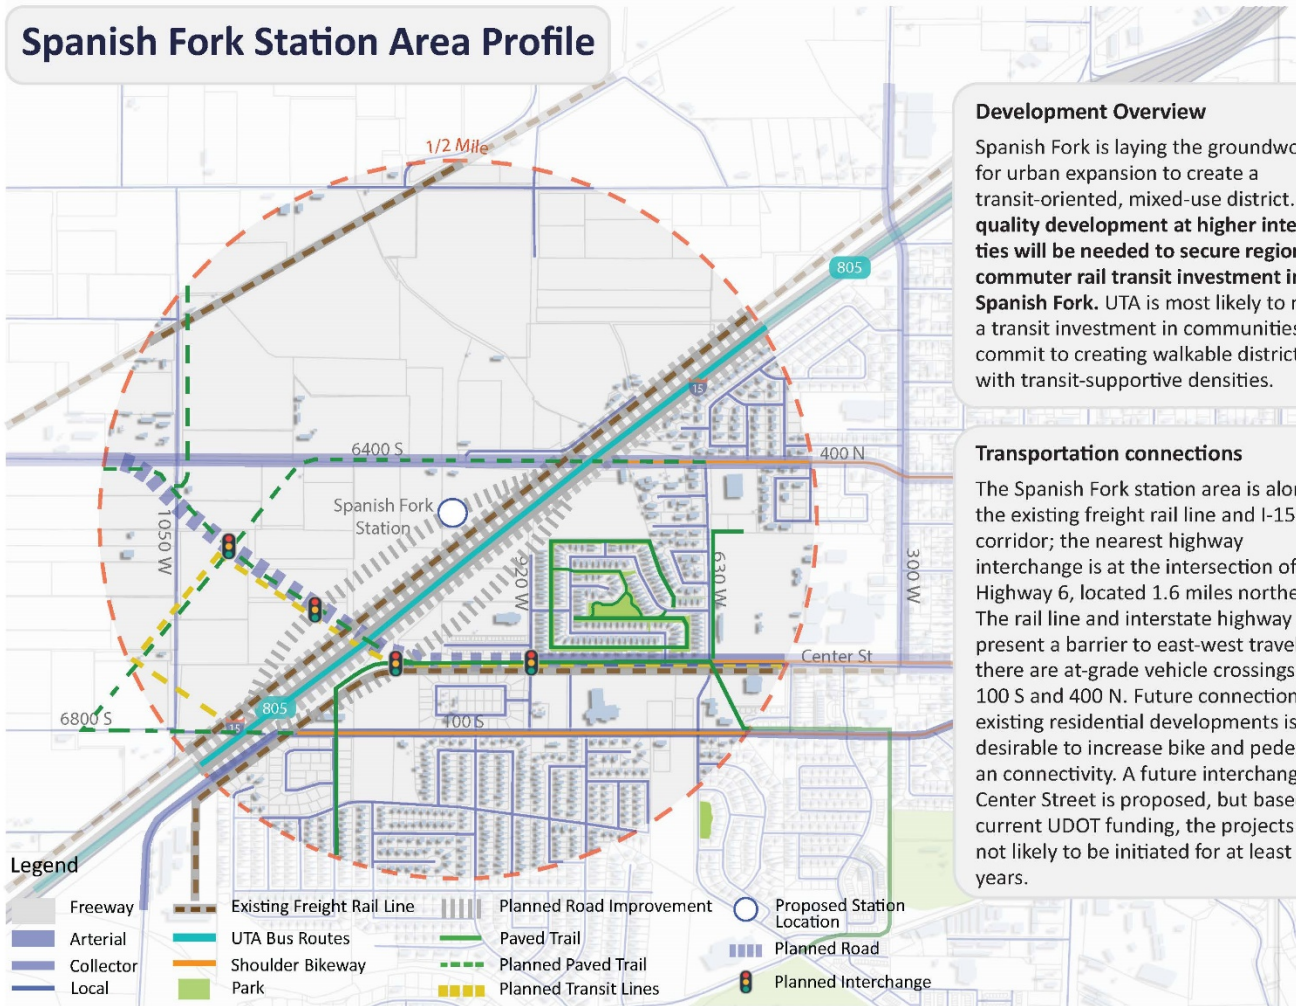 Spanish Fork Station Area Profile
Development Overview
Spanish Fork is laying the groundwo
for urban expansion to create a
transit-oriented, mixed-use district.
quality development at higher inte
ties will be needed to secure region
commuter rail transit investment in
Spanish Fork. UTA is most likely to
a transit investment in communities
commit to creating walkable district
with transit-supportive densities.
Transportation connections
The Spanish Fork station area is alon
the existing freight rail line and I-15
corridor; the nearest highway
interchange is at the intersection of
Highway 6, located 1.6 miles northe
The rail line and interstate highway
present a barrier to east-west travel
there are at-grade vehicle crossings
100 S and 400 N. Future connection
existing residential developments is
desirable to increase bike and pede
an connectivity. A future interchang
Center Street is proposed, but base
current UDOT funding, the projects
not likely to be initiated for at least
years.
1/2 Mile
805
15
6400 S
400 N
Spanish Fork
Station
1050 W
920 W
630 W
300 W
Center St
6800 S
805
15
100 S
Legend
Freeway
Arterial
Collector
Local
Existing Freight Rail Line
UTA Bus Routes
Shoulder Bikeway
Park
Planned Road Improvement
Paved Trail
Planned Paved Trail
Planned Transit Lines
Proposed Station
Location
Planned Road
Planned Interchange